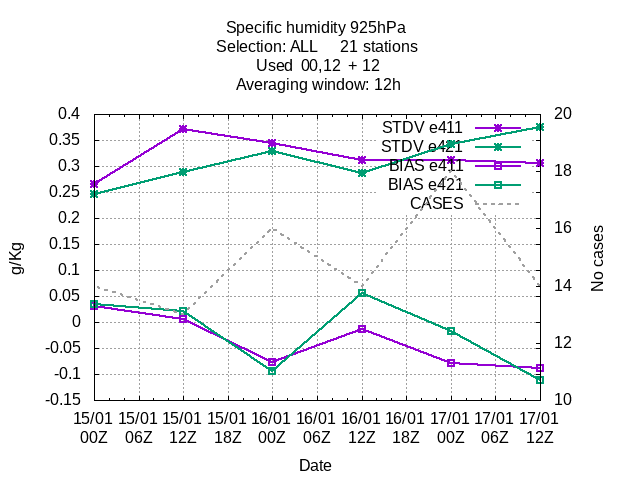 Specific humidity 925hPa
Selection: ALL 21 stations
Used 00,12 + 12
Averaging window: 12h
STDV e411
STDV e421
BIAS e411
BIAS e421
CASES
0.4
0.35
0.3
0.25
0.2
0.15
0.1
0.05
0
-0.05
-0.1
-0.15
g/Kg
20
18
16
14
12
10
No cases
15/01 15/01 15/01 15/01 16/01 16/01 16/01 16/01 17/01 17/01 17/01
00Z 06Z 12Z 18Z 00Z 06Z 12Z 18Z 00Z 06Z 12Z
Date